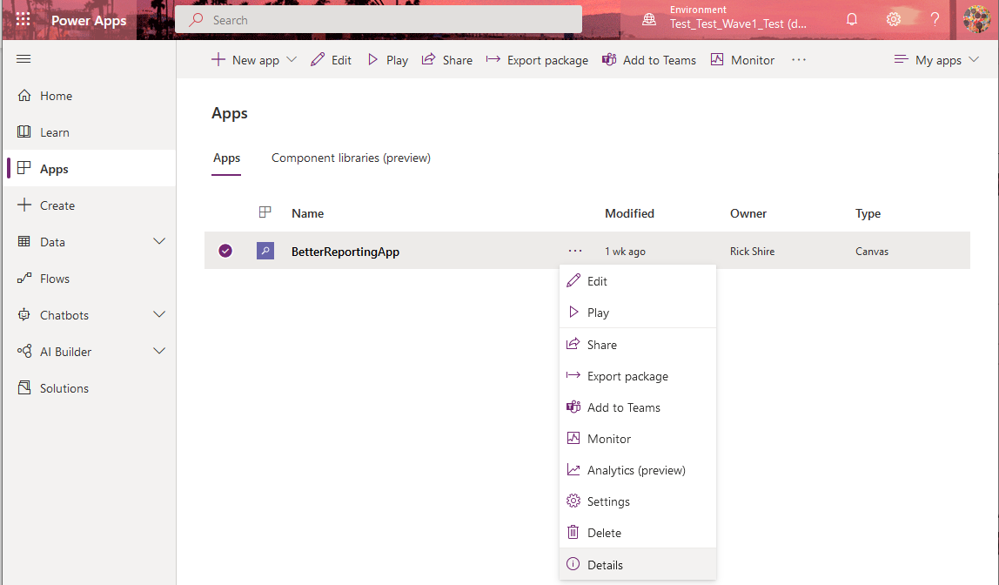 Power Apps
Search
Environment
Test_Test_Wave1_Test (d...
?
New app
Edit
Play
Share
Export package
Add to Teams
Monitor
...
My apps
Home
Learn
Apps
Create
Data
Flows
Chatbots
AI Builder
Solutions
Apps
Apps
Component libraries (preview)
Name
Modified
Owner
Type
BetterReportingApp
...
1 wk ago
Rick Shire
Canvas
Edit
Play
Share
Export package
Add to Teams
Monitor
Analytics (preview)
Settings
Delete
Details